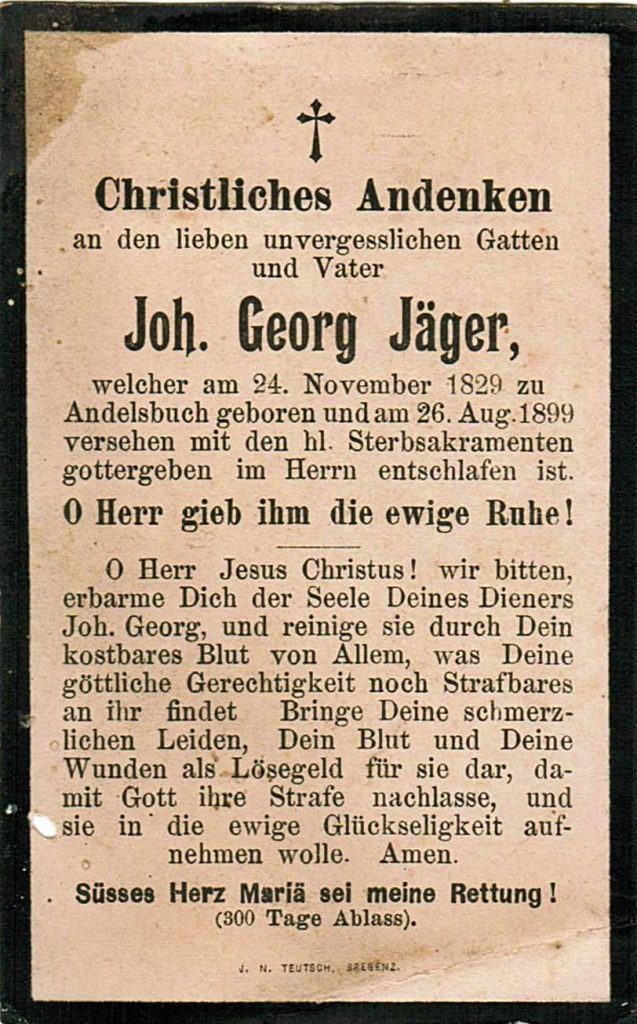 Christliches Andenken
an den lieben unvergesslichen Gatten
und Vater
Joh. Georg Jäger,
welcher am 24. November 1829 zu
Andelsbuch geboren und am 26. Aug. 1899
versehen mit den hl. Sterbsakramenten
gottergeben im Herrn entschlafen ist.
O Herr gieb ihm die ewige Ruhe!
O Herr Jesus Christus! wir bitten,
erbarme Dich der Seele Deines Dieners
Joh. Georg, und reinige sie durch Dein
kostbares Blut von Allem, was Deine
göttliche Gerechtigkeit noch Strafbares
an ihr findet Bringe Deine schmerz-
lichen Leiden, Dein Blut und Deine
Wunden als Lösegeld für sie dar, da-
mit Gott ihre Strafe nachlasse, und
sie in die ewige Glückseligkeit auf-
nehmen wolle. Amen.
Süsses Herz Mariä sei meine Rettung!
(300 Tage Ablass).
J. N. TEUTSCH, BREGENZ.